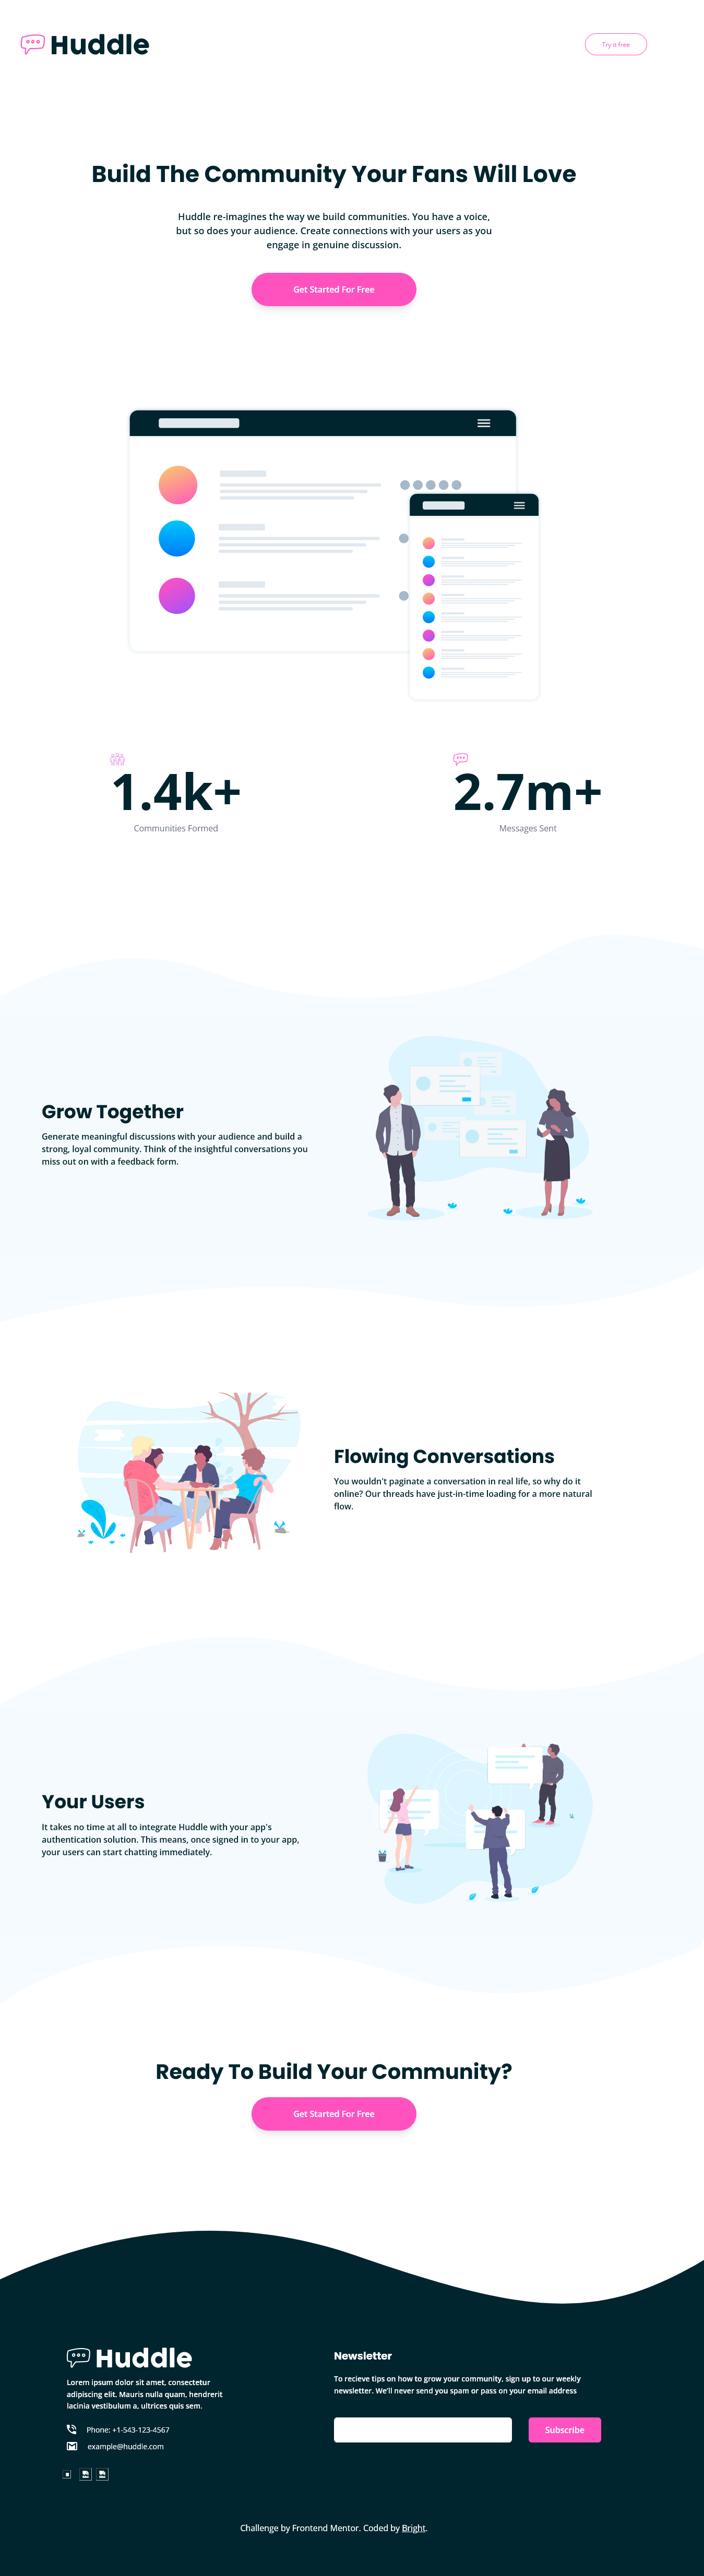 Huddle
Try it free
Build The Community Your Fans Will Love
Huddle re-imagines the way we build communities. You have a voice,
but so does your audience. Create connections with your users as you
engage in genuine discussion.
Get Started For Free
1.4k+
Communities Formed
2.7m+
Messages Sent
Grow Together
Generate meaningful discussions with your audience and build a
strong, loyal community. Think of the insightful conversations you
miss out on with a feedback form.
Flowing Conversations
You wouldn't paginate a conversation in real life, so why do it
online? Our threads have just-in-time loading for a more natural
flow.
Your Users
It takes no time at all to integrate Huddle with your app's
authentication solution. This means, once signed in to your app,
your users can start chatting immediately.
Ready To Build Your Community?
Get Started For Free
Huddle
Lorem ipsum dolor sit amet, consectetur
adipiscing elit. Mauris nulla quam, hendrerit
lacinia vestibulum a, ultrices quis sem.
Phone: +1-543-123-4567
example@huddle.com
Newsletter
To recieve tips on how to grow your community, sign up to our weekly
newsletter. We'll never send you spam or pass on your email address
Subscribe
Challenge by Frontend Mentor. Coded by Bright.